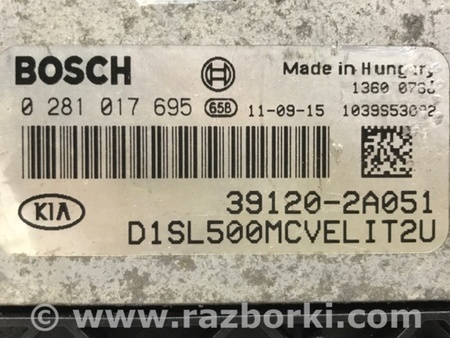 BOSCH Made in Hungary
0 281 017 695 658 11-09-15
KIA
39120-2A051
D1SL500MCVELIT2U
© www.razborki.com